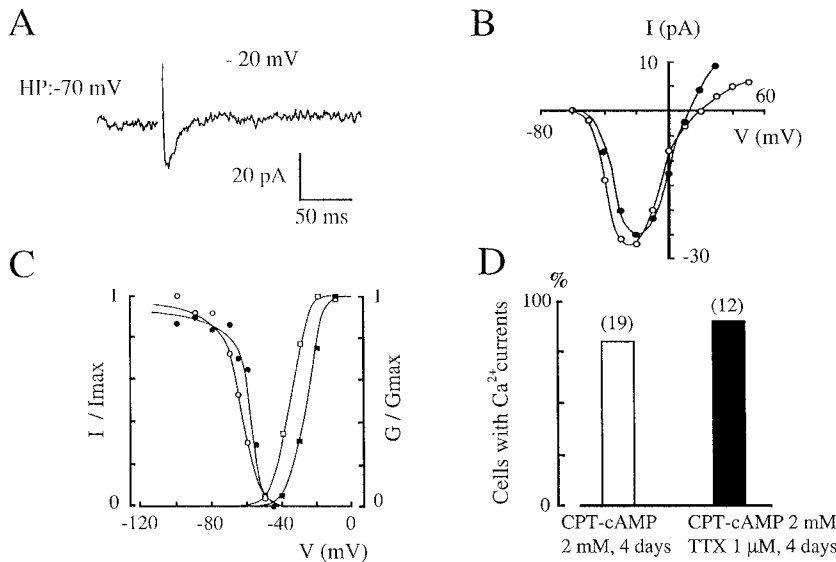 A
- 20 mV
HP:-70 mV
20 pA
50 ms
B
I (pA)
10
60
-80
V (mV)
-30
C
1
1
I / Imax
G / Gmax
0
0
-120
-80
-40
0
V (mV)
D
%
100
(19)
(12)
Cells with Ca²⁺currents
50
0
CPT-cAMP
2 mM, 4 days
CPT-cAMP 2 mM
TTX 1 µM, 4 days